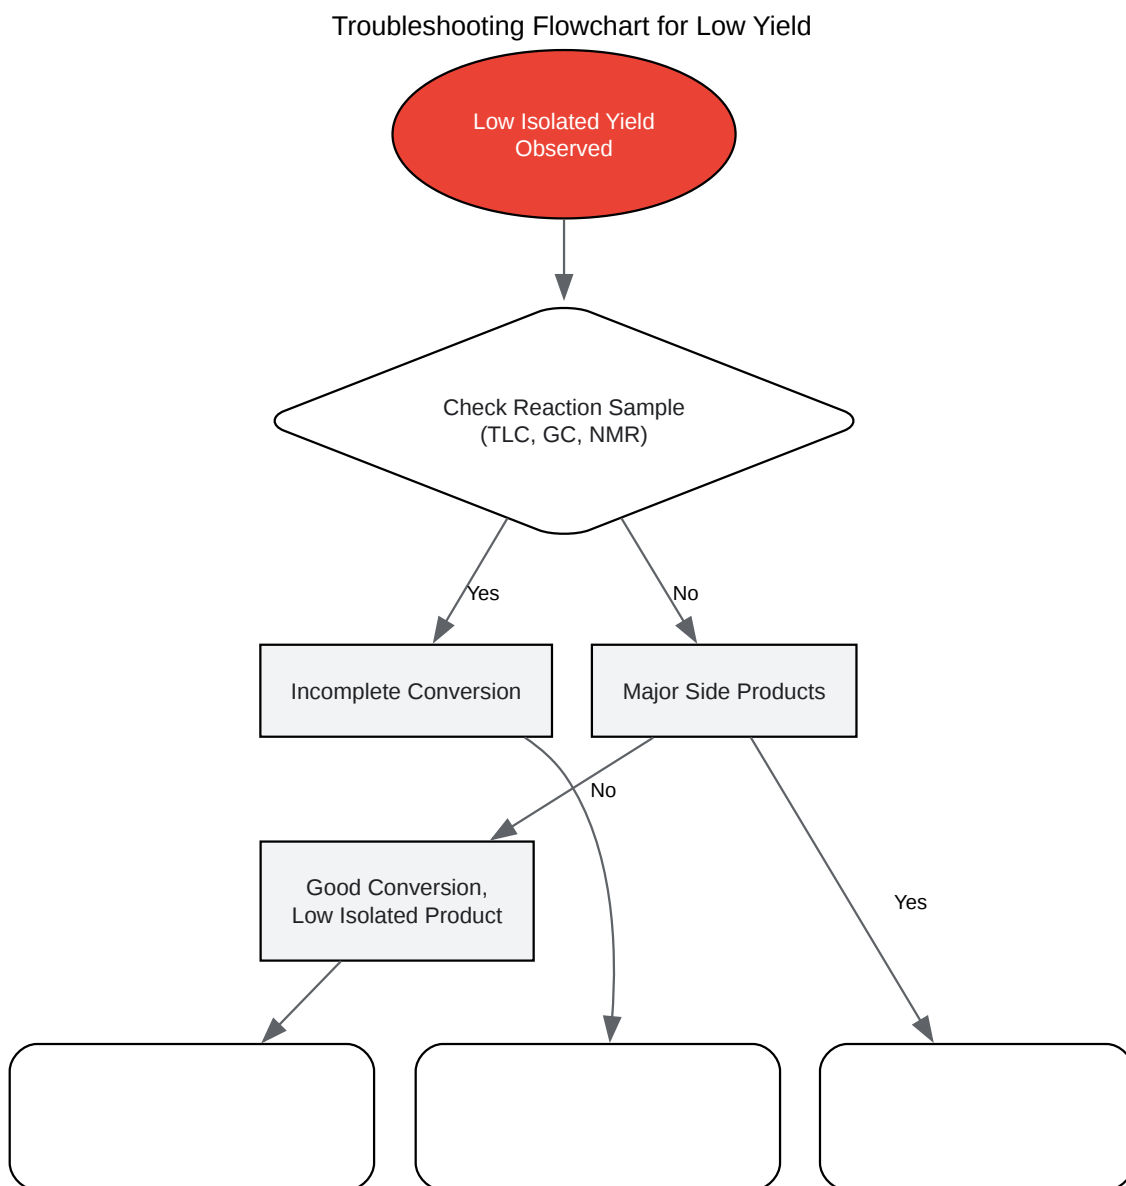 Troubleshooting Flowchart for Low Yield
Low Isolated Yield
Observed
Check Reaction Sample
(TLC, GC, NMR)
Yes
No
Incomplete Conversion
Major Side Products
No
Good Conversion,
Low Isolated Product
Yes